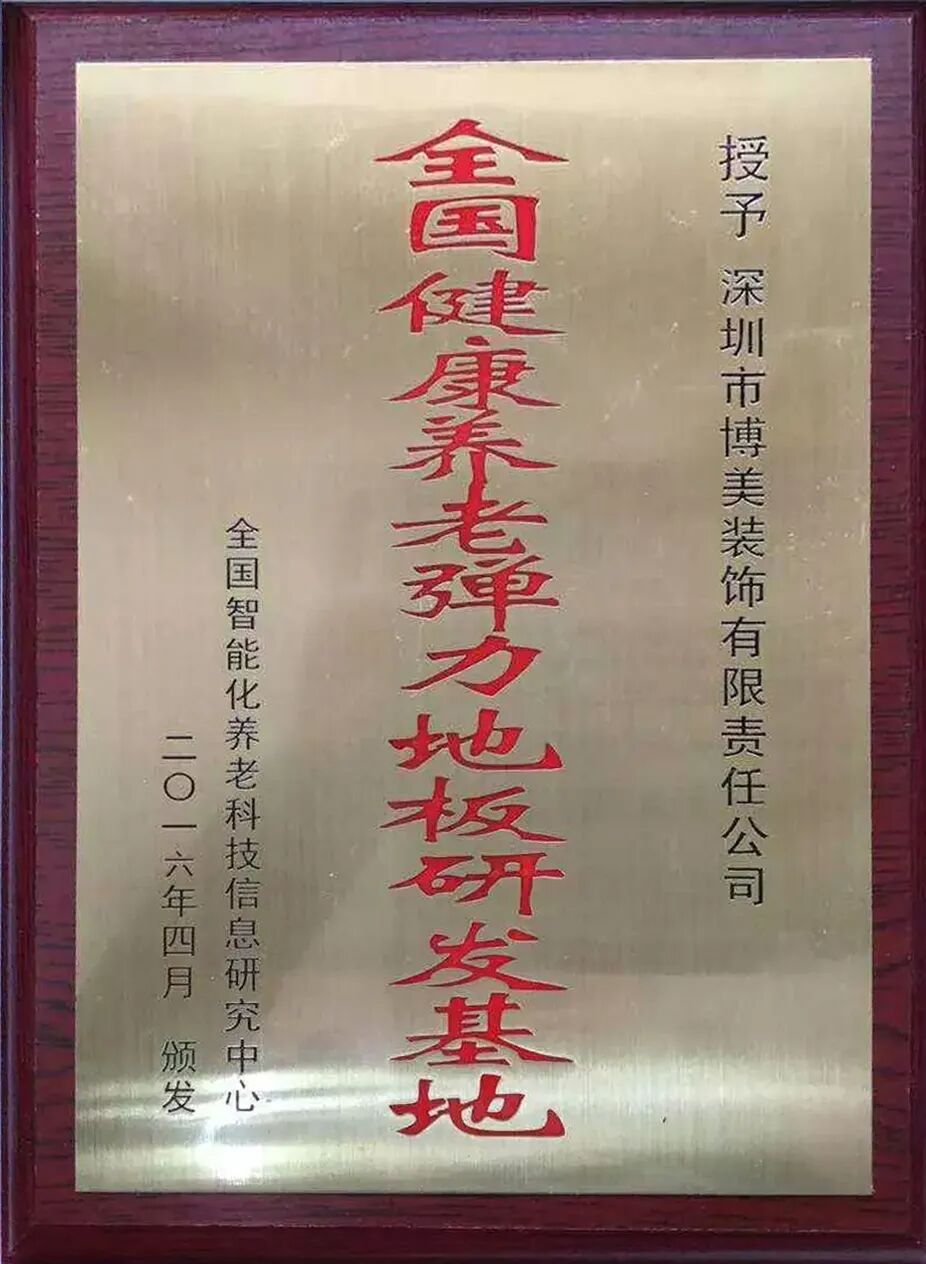 授予 深圳市博美装饰有限责任公司
全国健康养老弹力地板研发基地
全国智能化养老科技信息研究中心
二〇一六年四月 颁发